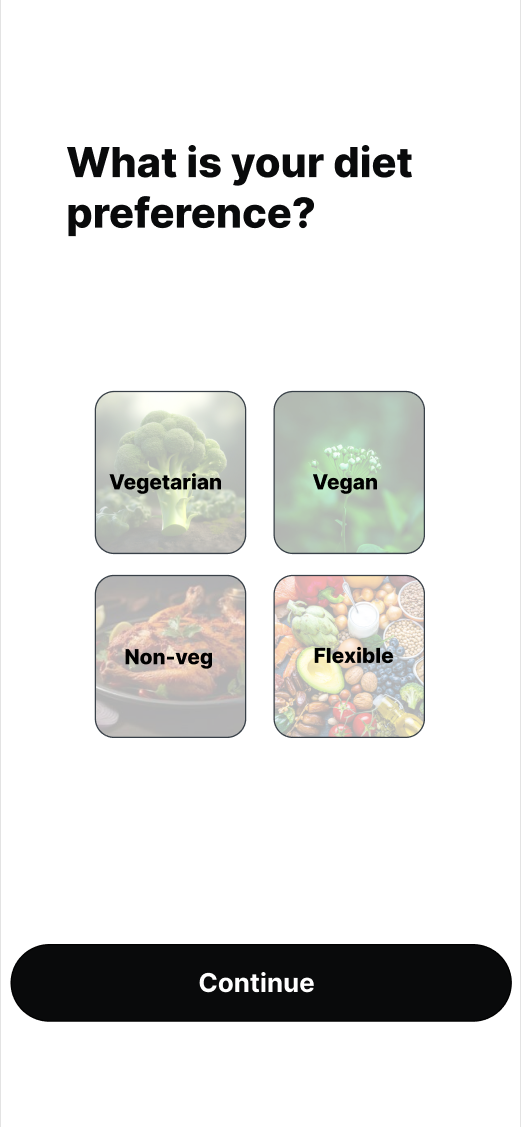 What is your diet
preference?
Vegetarian
Vegan
Non-veg
Flexible
Continue